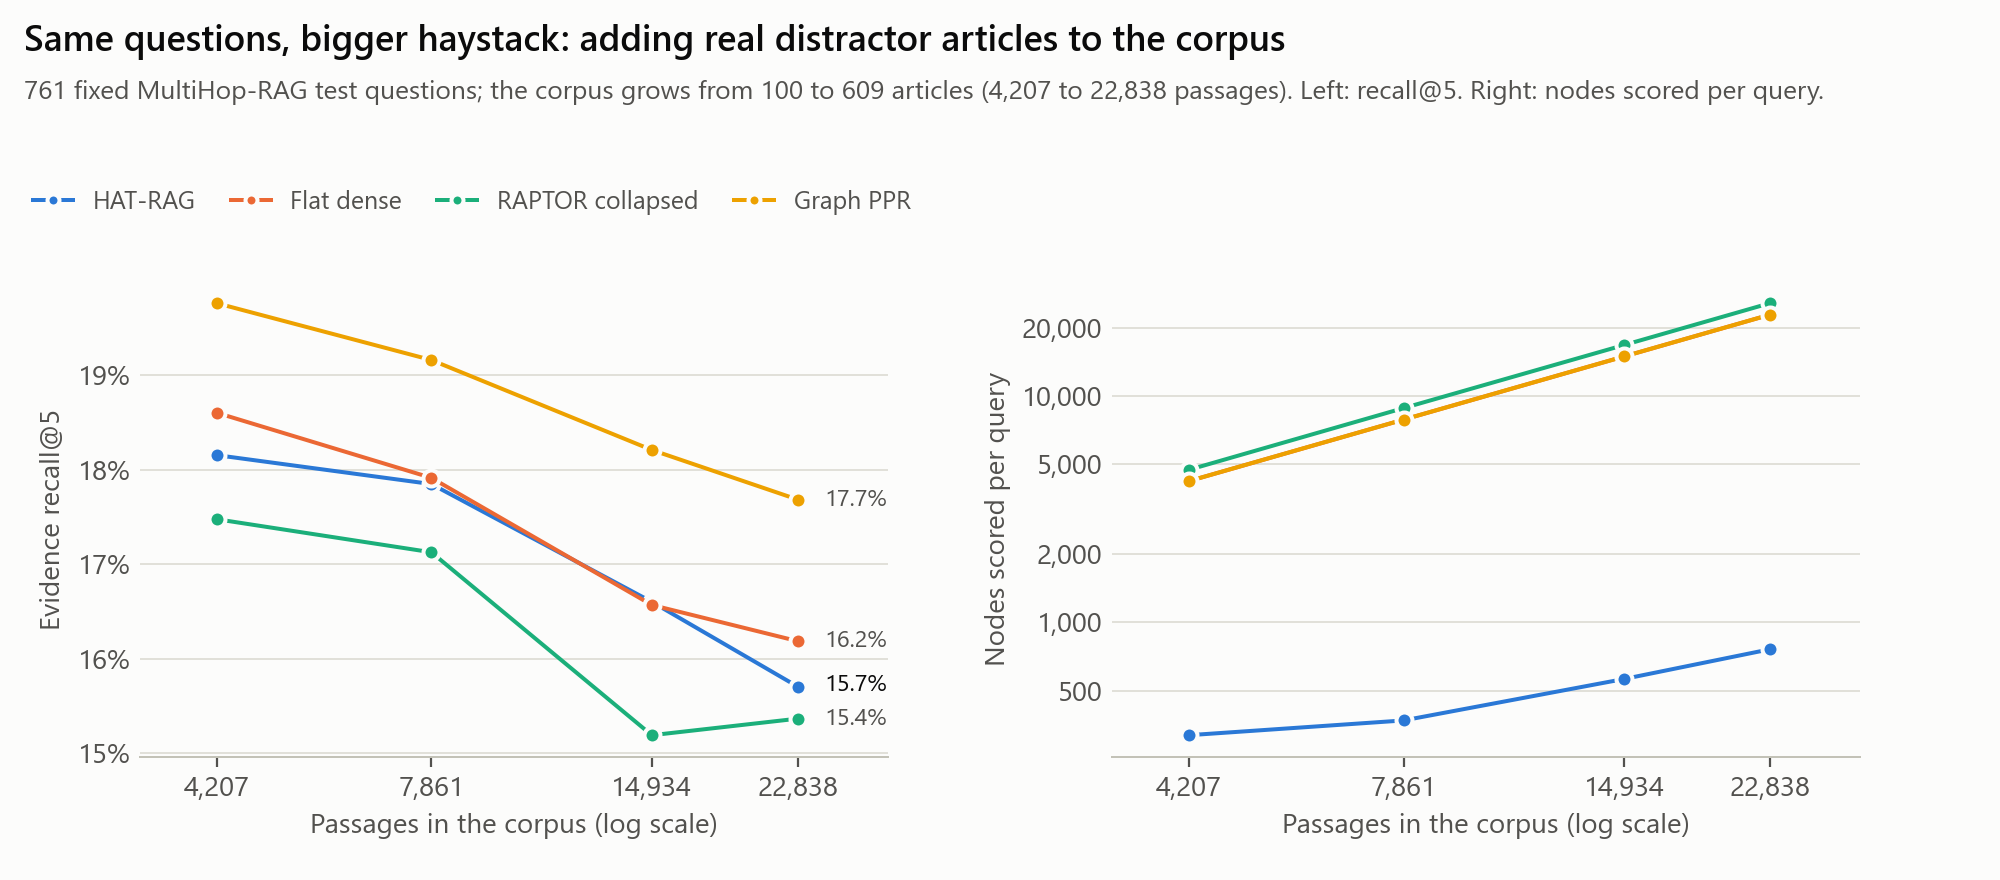 Same questions, bigger haystack: adding real distractor articles to the corpus
761 fixed MultiHop-RAG test questions; the corpus grows from 100 to 609 articles (4,207 to 22,838 passages). Left: recall@5. Right: nodes scored per query.
HAT-RAG
Flat dense
RAPTOR collapsed
Graph PPR
Evidence recall@5
19%
18%
17%
16%
15%
17.7%
16.2%
15.7%
15.4%
4,207
7,861
14,934
22,838
Passages in the corpus (log scale)
Nodes scored per query
20,000
10,000
5,000
2,000
1,000
500
4,207
7,861
14,934
22,838
Passages in the corpus (log scale)